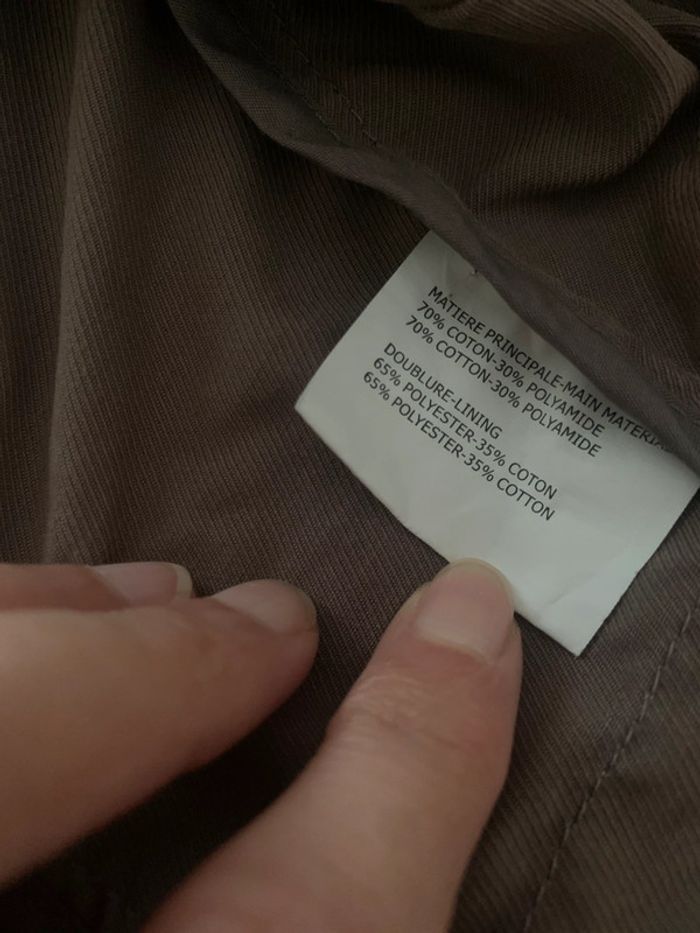 MATIERE PRINCIPALE-MAIN MATERIA
70% COTON-30% POLYAMIDE
70% COTTON-30% POLYAMIDE
DOUBLURE-LINING
65% POLYESTER-35% COTON
65% POLYESTER-35% COTTON